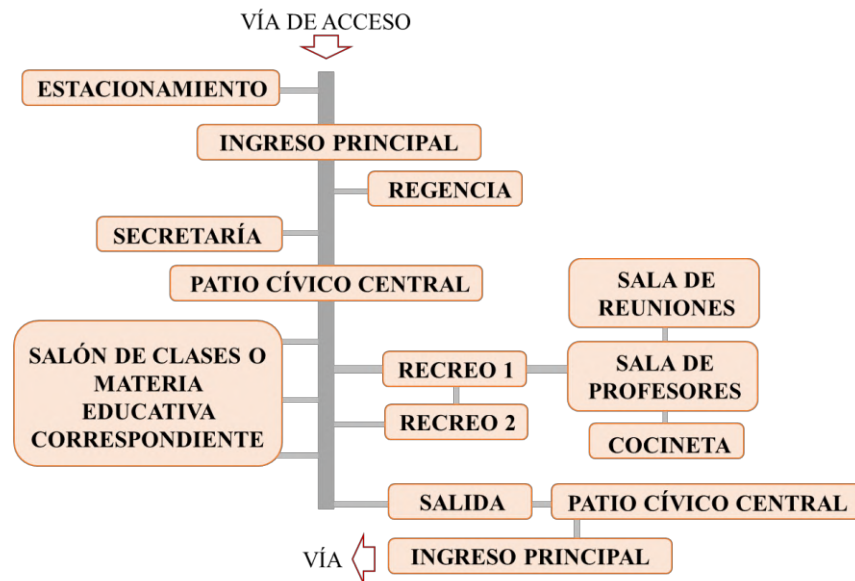 VÍA DE ACCESO
ESTACIONAMIENTO
INGRESO PRINCIPAL
REGENCIA
SECRETARÍA
PATIO CÍVICO CENTRAL
SALA DE
REUNIONES
SALÓN DE CLASES O
MATERIA
EDUCATIVA
CORRESPONDIENTE
RECREO 1
SALA DE
PROFESORES
RECREO 2
COCINETA
SALIDA
PATIO CÍVICO CENTRAL
VÍA
INGRESO PRINCIPAL